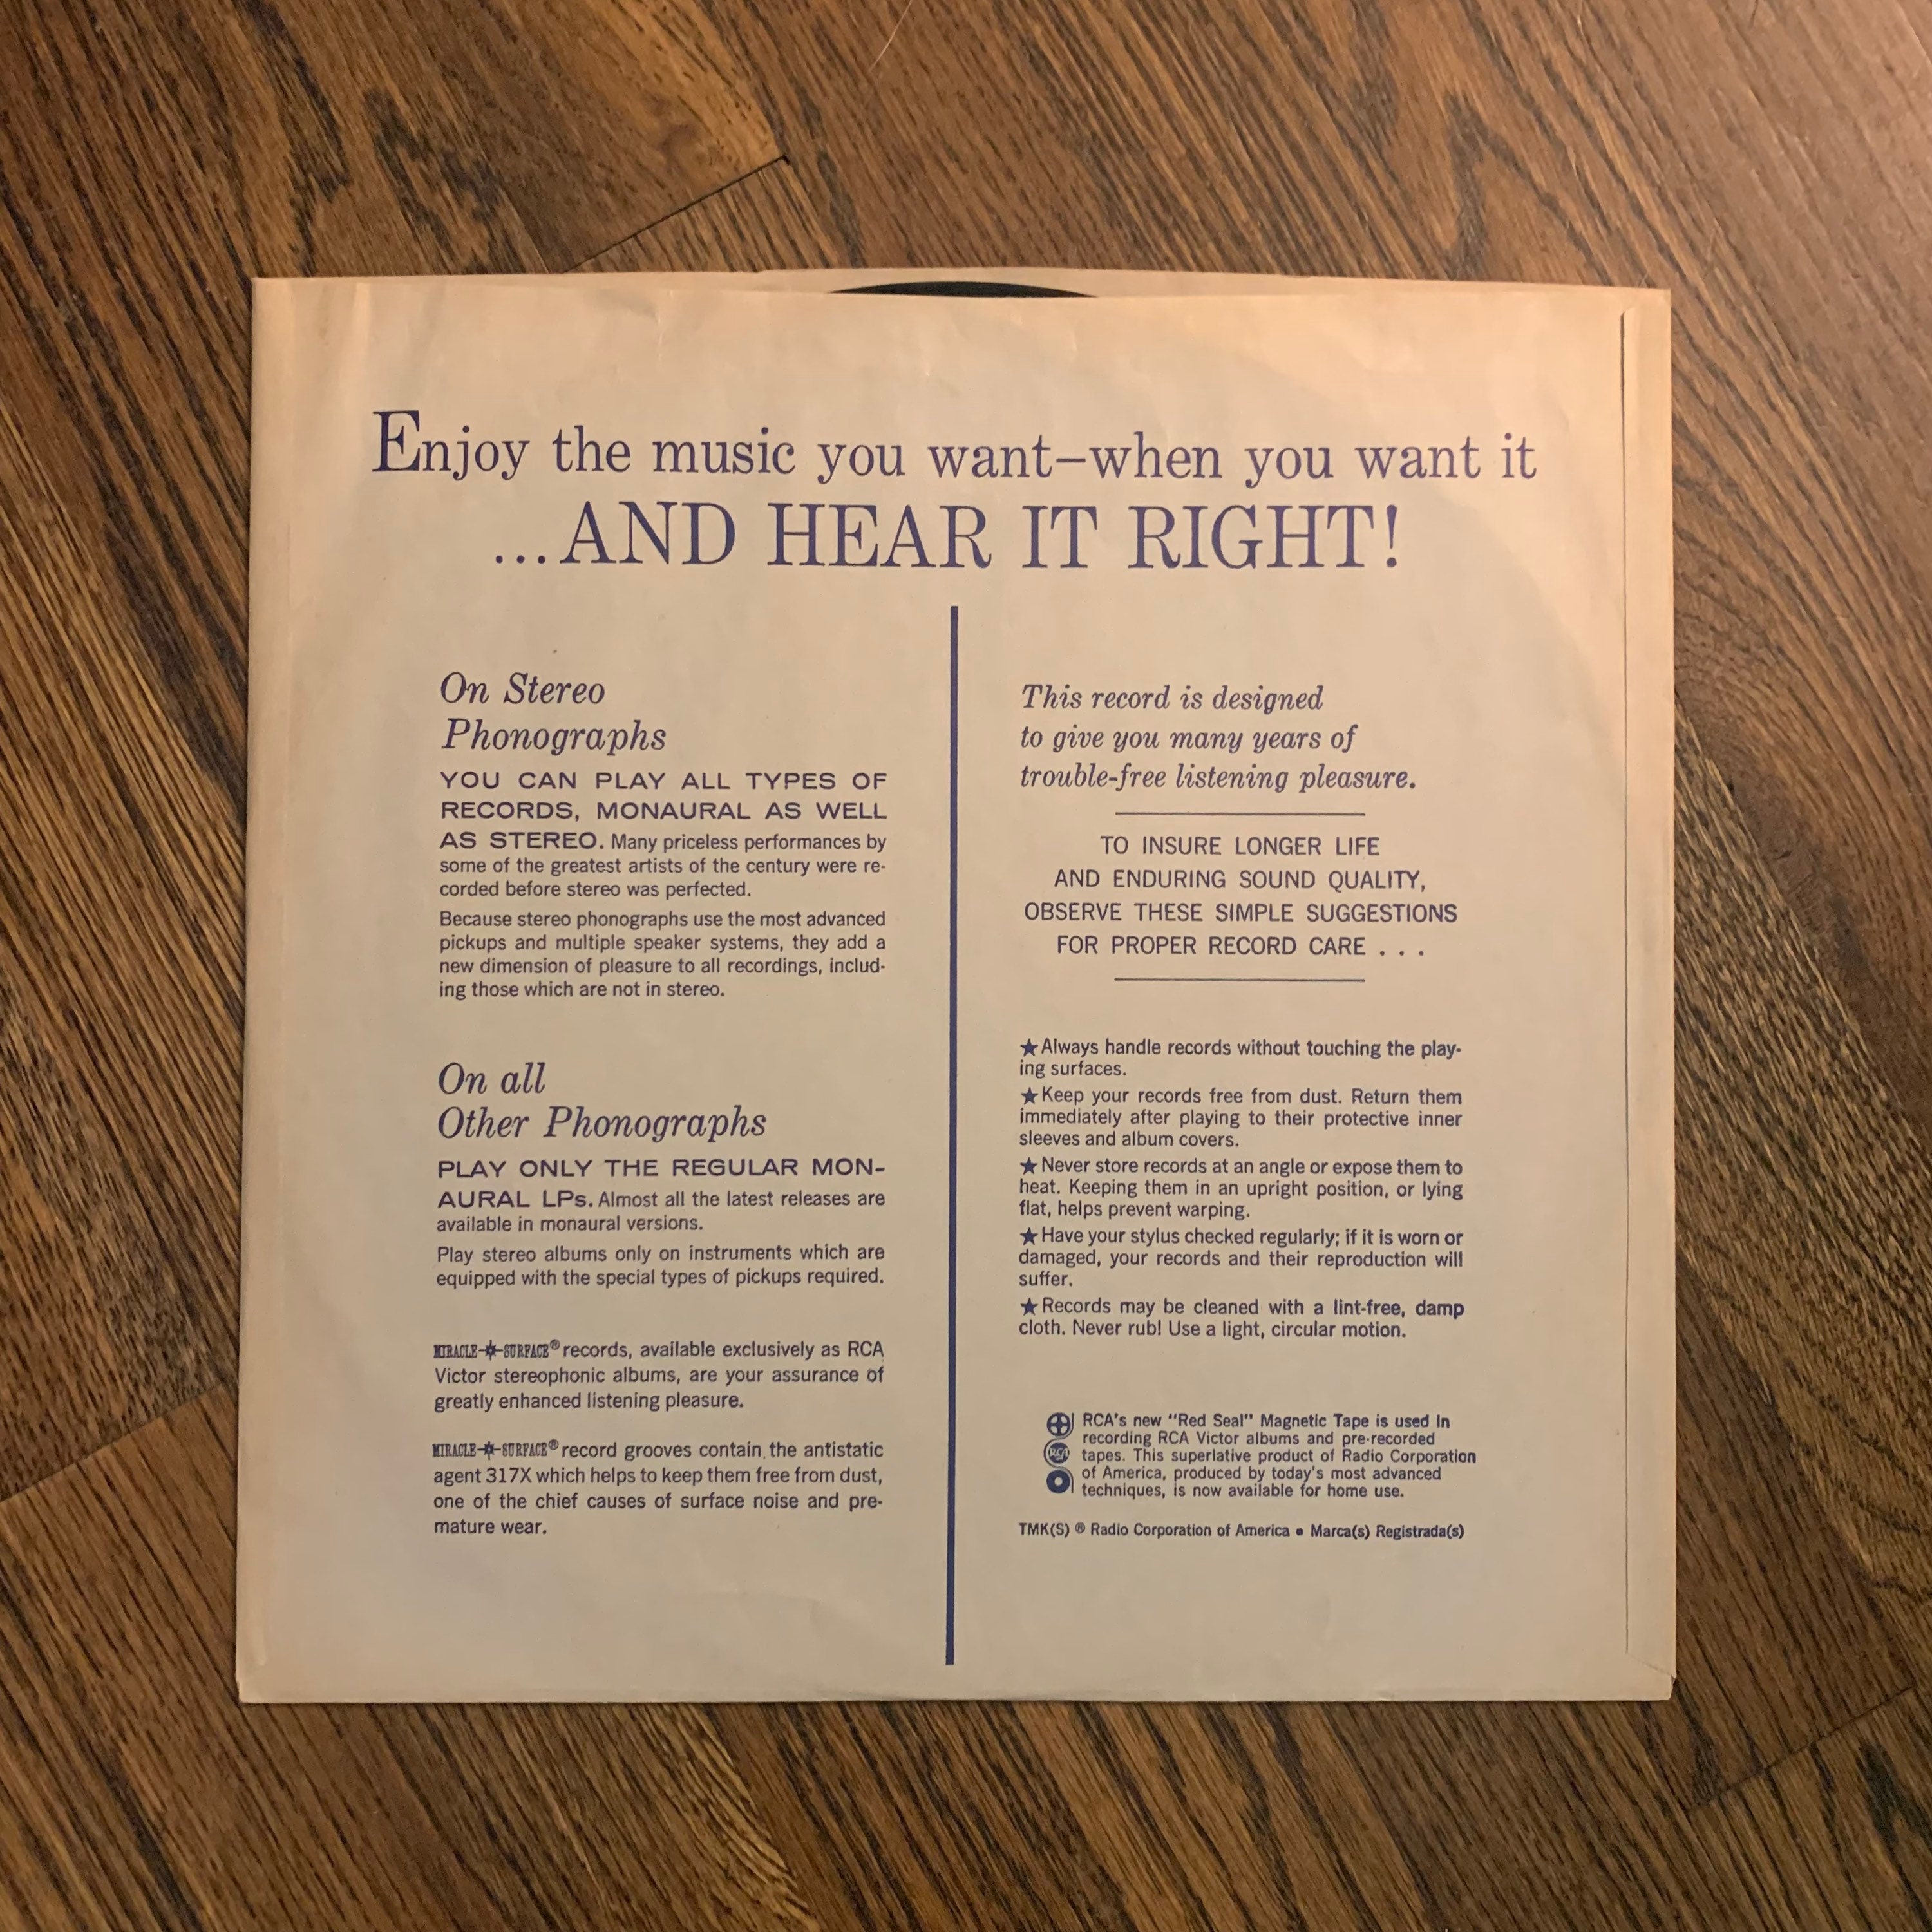 Enjoy the music you want–when you want it
...AND HEAR IT RIGHT!
On Stereo
Phonographs
YOU CAN PLAY ALL TYPES OF
RECORDS, MONAURAL AS WELL
AS STEREO. Many priceless performances by
some of the greatest artists of the century were re-
corded before stereo was perfected.
Because stereo phonographs use the most advanced
pickups and multiple speaker systems, they add a
new dimension of pleasure to all recordings, includ-
ing those which are not in stereo.
On all
Other Phonographs
PLAY ONLY THE REGULAR MON-
AURAL LPs. Almost all the latest releases are
available in monaural versions.
Play stereo albums only on instruments which are
equipped with the special types of pickups required.
MIRACLE-✶-SURFACE® records, available exclusively as RCA
Victor stereophonic albums, are your assurance of
greatly enhanced listening pleasure.
MIRACLE-✶-SURFACE® record grooves contain the antistatic
agent 317X which helps to keep them free from dust,
one of the chief causes of surface noise and pre-
mature wear.
This record is designed
to give you many years of
trouble-free listening pleasure.
TO INSURE LONGER LIFE
AND ENDURING SOUND QUALITY,
OBSERVE THESE SIMPLE SUGGESTIONS
FOR PROPER RECORD CARE . . .
★Always handle records without touching the play-
ing surfaces.
★Keep your records free from dust. Return them
immediately after playing to their protective inner
sleeves and album covers.
★Never store records at an angle or expose them to
heat. Keeping them in an upright position, or lying
flat, helps prevent warping.
★Have your stylus checked regularly; if it is worn or
damaged, your records and their reproduction will
suffer.
★Records may be cleaned with a lint-free, damp
cloth. Never rub! Use a light, circular motion.
RCA
RCA's new "Red Seal" Magnetic Tape is used in
recording RCA Victor albums and pre-recorded
tapes. This superlative product of Radio Corporation
of America, produced by today's most advanced
techniques, is now available for home use.
TMK(S) ® Radio Corporation of America • Marca(s) Registrada(s)